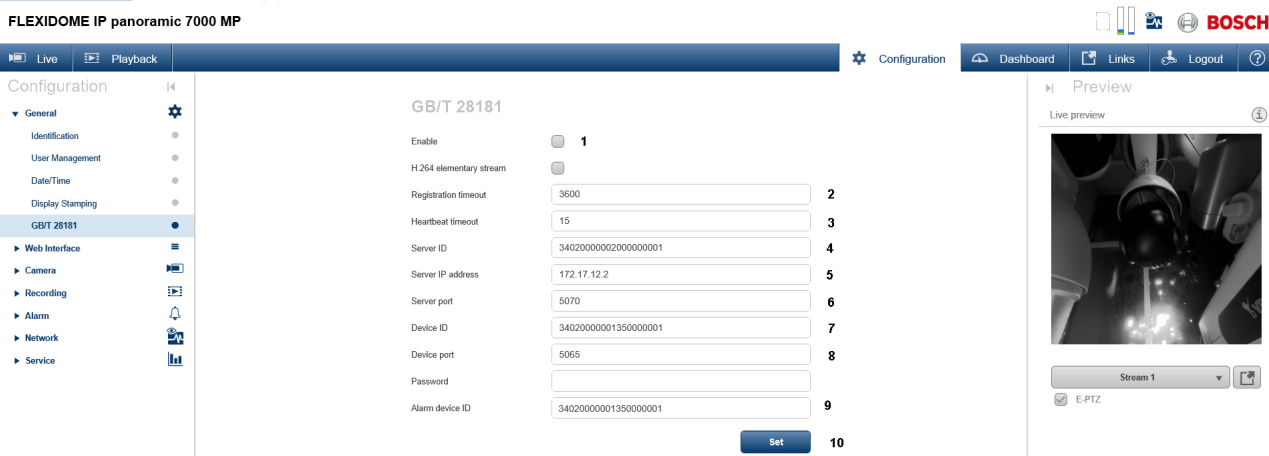 FLEXIDOME IP panoramic 7000 MP
BOSCH
Live Playback Configuration Dashboard Links Logout ?
Configuration
General
Identification
User Management
Date/Time
Display Stamping
GB/T 28181
Web Interface
Camera
Recording
Alarm
Network
Service
GB/T 28181
Enable 1
H.264 elementary stream
Registration timeout 3600 2
Heartbeat timeout 15 3
Server ID 34020000002000000001 4
Server IP address 172.17.12.2 5
Server port 5070 6
Device ID 34020000001350000001 7
Device port 5065 8
Password
Alarm device ID 34020000001350000001 9
Set 10
Preview
Live preview
Stream 1
E-PTZ